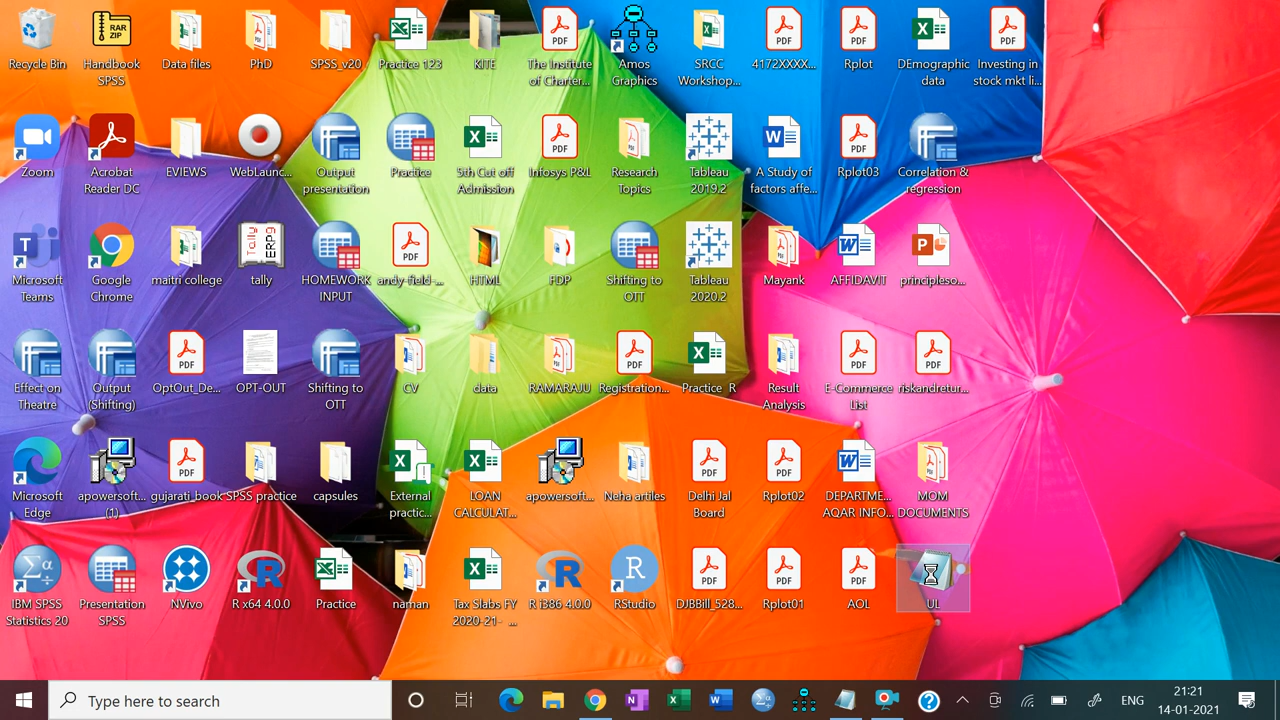 Recycle Bin
Handbook
SPSS
Data files
PhD
SPSS_v20
Practice 123
KITE
The Institute
of Charter...
Amos
Graphics
SRCC
Workshop...
4172XXXX...
Rplot
DEmographic
data
Investing in
stock mkt li...
Zoom
Acrobat
Reader DC
EVIEWS
WebLaunc...
Output
presentation
Practice
5th Cut off
Admission
Infosys P&L
Research
Topics
Tableau
2019.2
A Study of
factors affe...
Rplot03
Correlation &
regression
Microsoft
Teams
Google
Chrome
maitri college
tally
HOMEWORK
INPUT
andy-field-...
HTML
FDP
Shifting to
OTT
Tableau
2020.2
Mayank
AFFIDAVIT
principleso...
Effect on
Theatre
Output
(Shifting)
OptOut_De...
OPT-OUT
Shifting to
OTT
CV
data
RAMARAJU
Registration...
Practice_R
Result
Analysis
E-Commerce
List
riskandretur...
Microsoft
Edge
apowersoft...
(1)
gujarati_book
SPSS practice
capsules
External
practic...
LOAN
CALCULAT...
apowersoft...
Neha artiles
Delhi Jal
Board
Rplot02
DEPARTME...
AQAR INFO...
MOM
DOCUMENTS
IBM SPSS
Statistics 20
Presentation
SPSS
NVivo
R x64 4.0.0
Practice
naman
Tax Slabs FY
2020-21- ...
R i386 4.0.0
RStudio
DJBBill_528...
Rplot01
AOL
UL
Type here to search
ENG
21:21
14-01-2021